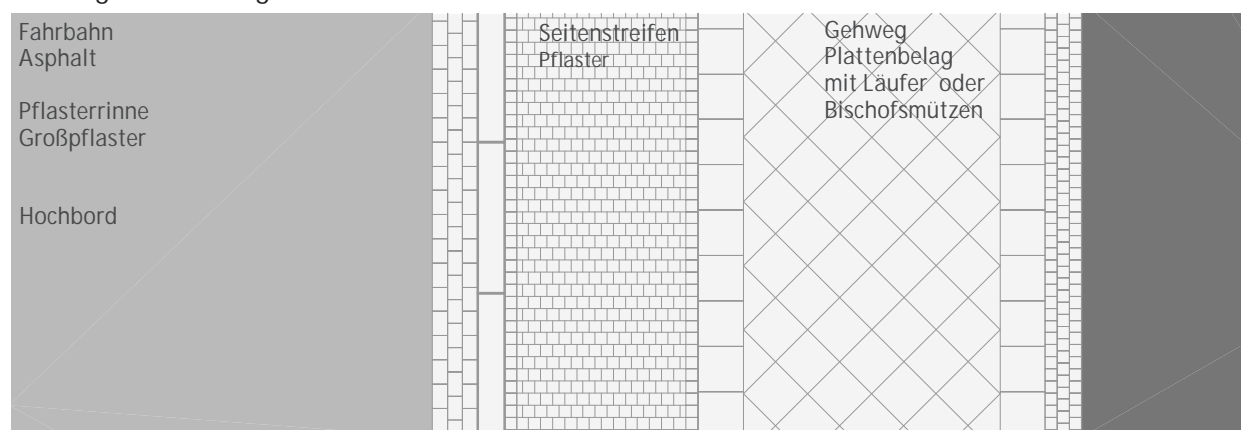 Fahrbahn
Asphalt
Pflasterrinne
Großpflaster
Hochbord
Seitenstreifen
Pflaster
Gehweg
Plattenbelag
mit Läufer oder
Bischofsmützen